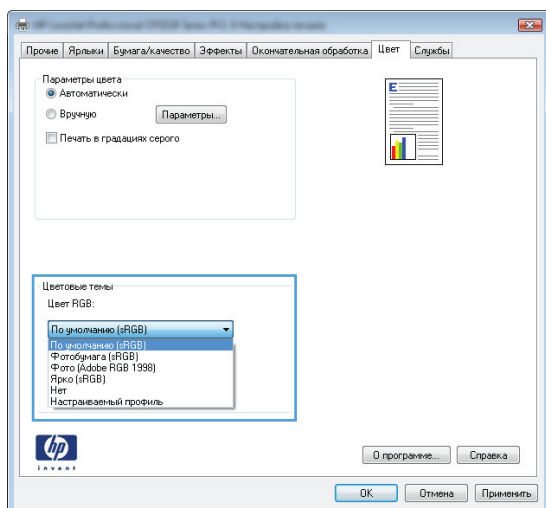 Прочие Ярлыки Бумага/качество Эффекты Окончательная обработка Цвет Службы
Параметры цвета
Автоматически
Вручную Параметры...
Печать в градациях серого
E
Цветовые темы
Цвет RGB:
По умолчанию (sRGB)
По умолчанию (sRGB)
Фотобумага (sRGB)
Фото (Adobe RGB 1998)
Ярко (sRGB)
Нет
Настраиваемый профиль
hp
invent
О программе... Справка
OK Отмена Применить